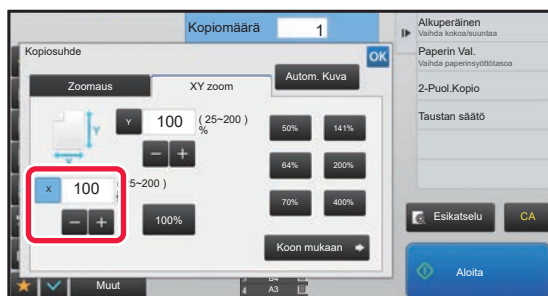 Kopiomäärä
1
Kopiosuhde
OK
Zoomaus
XY zoom
Autom. Kuva
Y
Y
100
( 25~200 )
%
50%
141%
64%
200%
70%
400%
X
X
100
5~200 )
100%
Koon mukaan
Muut
4 A3
Alkuperäinen
Vaihda kokoa/suuntaa
Paperin Val.
Vaihda paperinsyöttötasoa
2-Puol.Kopio
Taustan säätö
Esikatselu
CA
Aloita